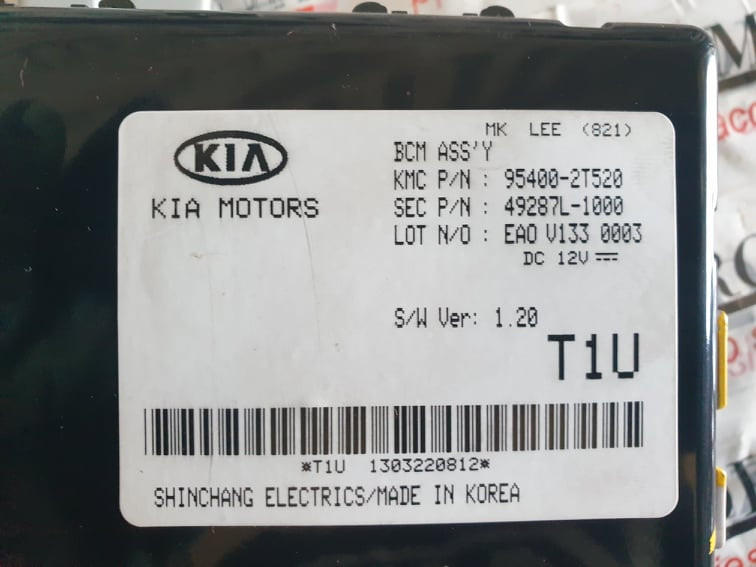 MK LEE (821)
KIA
KIA MOTORS
BCM ASS'Y
KMC P/N : 95400-2T520
SEC P/N : 49287L-1000
LOT N/O : EAO V133 0003
DC 12V
S/W Ver: 1.20
T1U
*T1U 1303220812*
SHINCHANG ELECTRICS/MADE IN KOREA